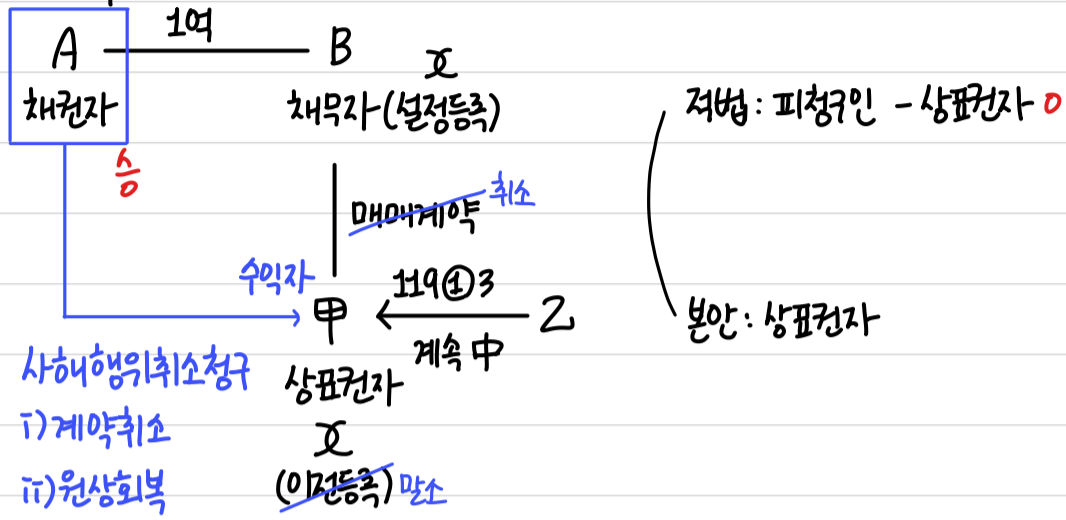 A 1억 B
채권자
x
채무자(설정등록)
승
매매계약 취소
수익자
甲 119①3 乙
계속 中
상표권자
x
(이전등록) 말소
사해행위취소청구
i) 계약취소
ii) 원상회복
적법: 피청구인 - 상표권자 O
본안: 상표권자